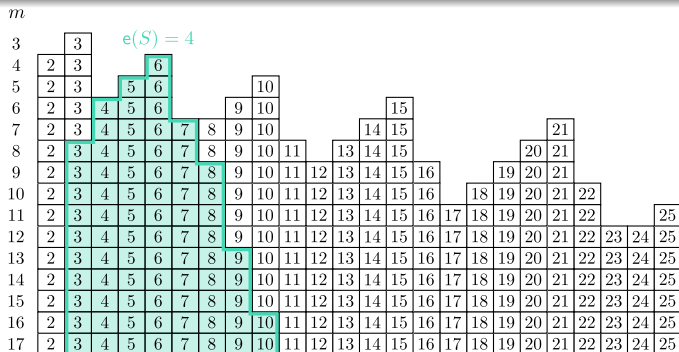 m
e(S) = 4
3 3
4 2 3 6
5 2 3 5 6 10
6 2 3 4 5 6 9 10 15
7 2 3 4 5 6 7 8 9 10 14 15 21
8 2 3 4 5 6 7 8 9 10 11 13 14 15 20 21
9 2 3 4 5 6 7 8 9 10 11 12 13 14 15 16 19 20 21
10 2 3 4 5 6 7 8 9 10 11 12 13 14 15 16 18 19 20 21 22
11 2 3 4 5 6 7 8 9 10 11 12 13 14 15 16 17 18 19 20 21 22 25
12 2 3 4 5 6 7 8 9 10 11 12 13 14 15 16 17 18 19 20 21 22 23 24 25
13 2 3 4 5 6 7 8 9 10 11 12 13 14 15 16 17 18 19 20 21 22 23 24 25
14 2 3 4 5 6 7 8 9 10 11 12 13 14 15 16 17 18 19 20 21 22 23 24 25
15 2 3 4 5 6 7 8 9 10 11 12 13 14 15 16 17 18 19 20 21 22 23 24 25
16 2 3 4 5 6 7 8 9 10 11 12 13 14 15 16 17 18 19 20 21 22 23 24 25
17 2 3 4 5 6 7 8 9 10 11 12 13 14 15 16 17 18 19 20 21 22 23 24 25